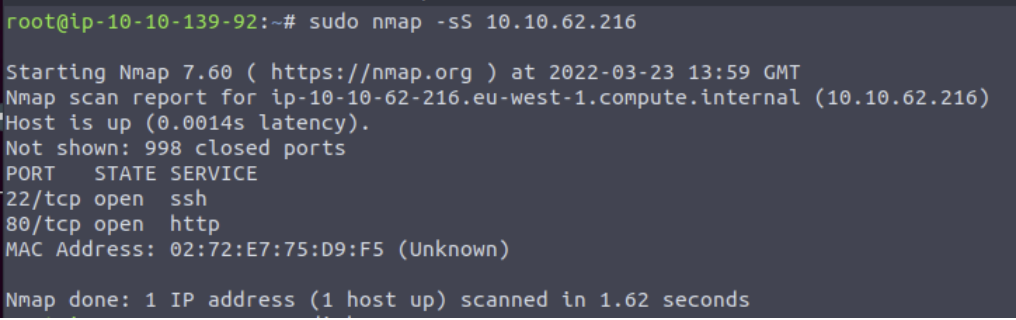 root@ip-10-10-139-92:~# sudo nmap -sS 10.10.62.216
Starting Nmap 7.60 ( https://nmap.org ) at 2022-03-23 13:59 GMT
Nmap scan report for ip-10-10-62-216.eu-west-1.compute.internal (10.10.62.216)
Host is up (0.0014s latency).
Not shown: 998 closed ports
PORT   STATE SERVICE
22/tcp open  ssh
80/tcp open  http
MAC Address: 02:72:E7:75:D9:F5 (Unknown)
Nmap done: 1 IP address (1 host up) scanned in 1.62 seconds